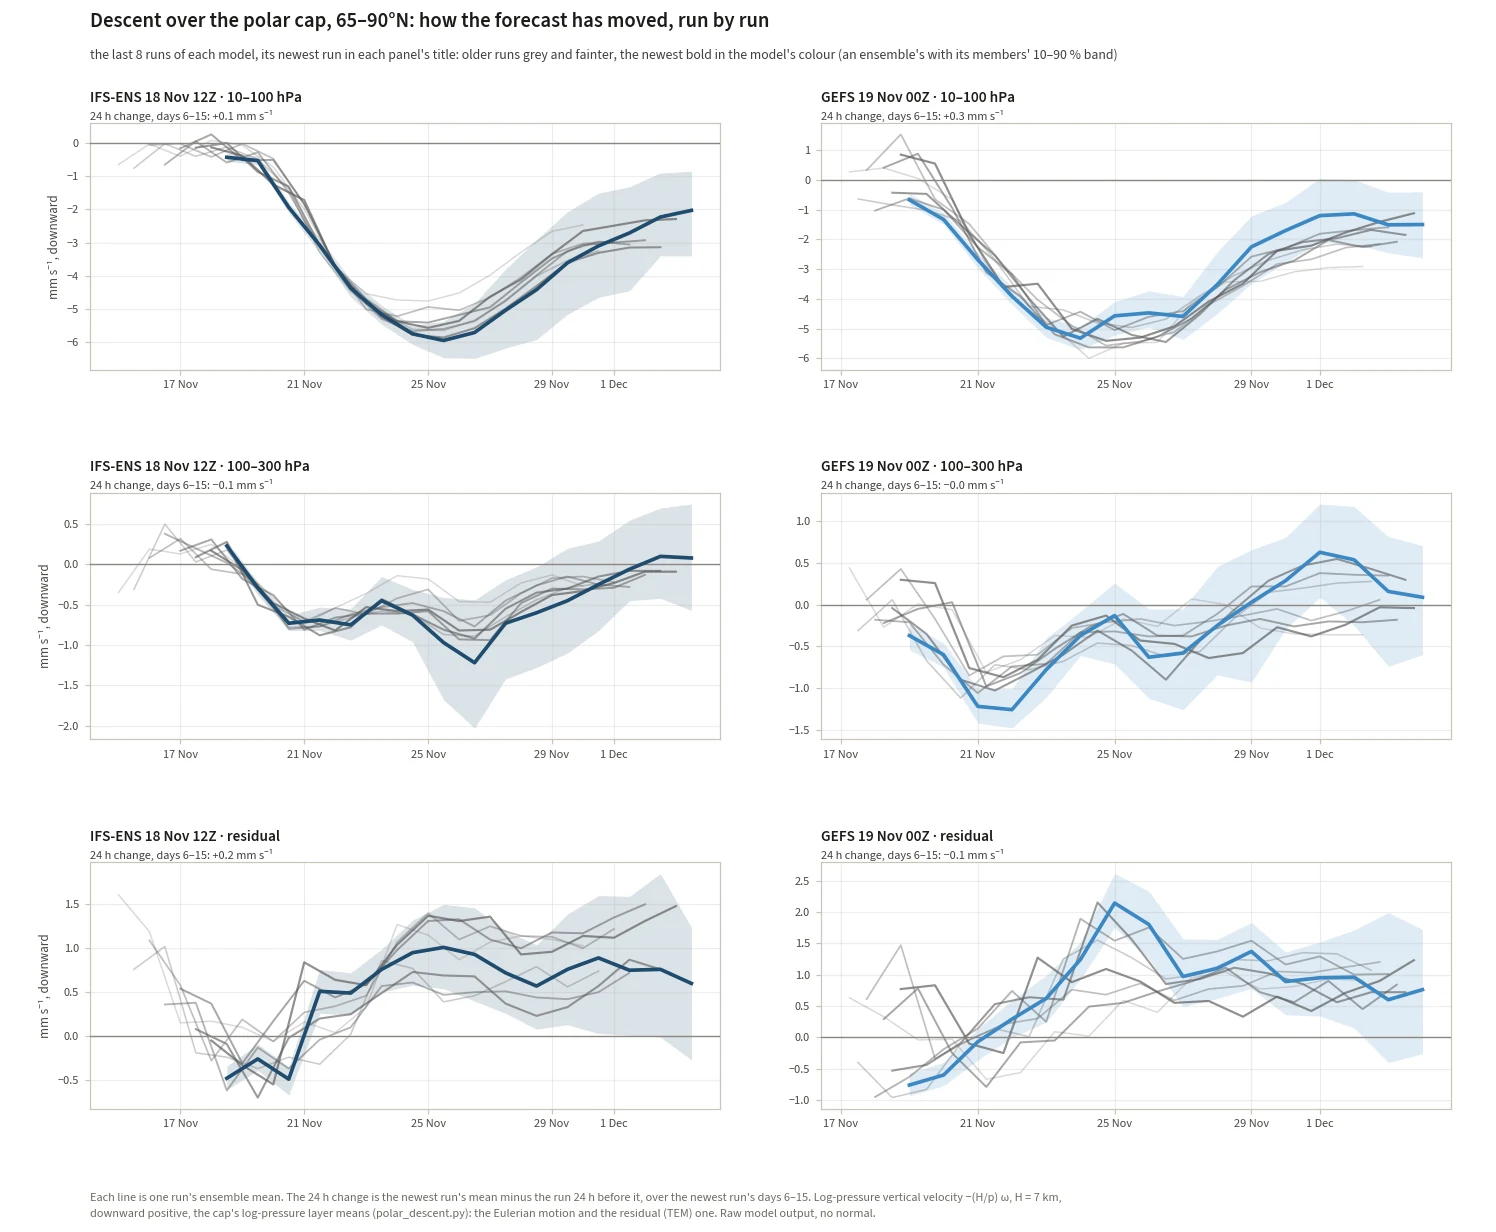 Descent over the polar cap, 65–90°N: how the forecast has moved, run by run
the last 8 runs of each model, its newest run in each panel's title: older runs grey and fainter, the newest bold in the model's colour (an ensemble's with its members' 10–90 % band)
IFS-ENS 18 Nov 12Z · 10–100 hPa
24 h change, days 6–15: +0.1 mm s⁻¹
mm s⁻¹, downward
0
−1
−2
−3
−4
−5
−6
17 Nov 21 Nov 25 Nov 29 Nov 1 Dec
GEFS 19 Nov 00Z · 10–100 hPa
24 h change, days 6–15: +0.3 mm s⁻¹
1
0
−1
−2
−3
−4
−5
−6
17 Nov 21 Nov 25 Nov 29 Nov 1 Dec
IFS-ENS 18 Nov 12Z · 100–300 hPa
24 h change, days 6–15: −0.1 mm s⁻¹
mm s⁻¹, downward
0.5
0.0
−0.5
−1.0
−1.5
−2.0
17 Nov 21 Nov 25 Nov 29 Nov 1 Dec
GEFS 19 Nov 00Z · 100–300 hPa
24 h change, days 6–15: −0.0 mm s⁻¹
1.0
0.5
0.0
−0.5
−1.0
−1.5
17 Nov 21 Nov 25 Nov 29 Nov 1 Dec
IFS-ENS 18 Nov 12Z · residual
24 h change, days 6–15: +0.2 mm s⁻¹
mm s⁻¹, downward
1.5
1.0
0.5
0.0
−0.5
17 Nov 21 Nov 25 Nov 29 Nov 1 Dec
GEFS 19 Nov 00Z · residual
24 h change, days 6–15: −0.1 mm s⁻¹
2.5
2.0
1.5
1.0
0.5
0.0
−0.5
−1.0
17 Nov 21 Nov 25 Nov 29 Nov 1 Dec
Each line is one run's ensemble mean. The 24 h change is the newest run's mean minus the run 24 h before it, over the newest run's days 6–15. Log-pressure vertical velocity −(H/p) ω, H = 7 km,
downward positive, the cap's log-pressure layer means (polar_descent.py): the Eulerian motion and the residual (TEM) one. Raw model output, no normal.